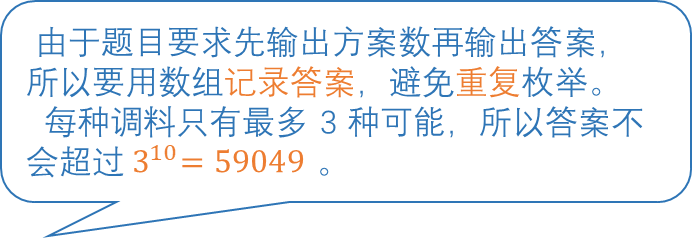 由于题目要求先输出方案数再输出答案，
所以要用数组记录答案，避免重复枚举。
每种调料只有最多 3 种可能，所以答案不
会超过 3¹⁰ = 59049 。